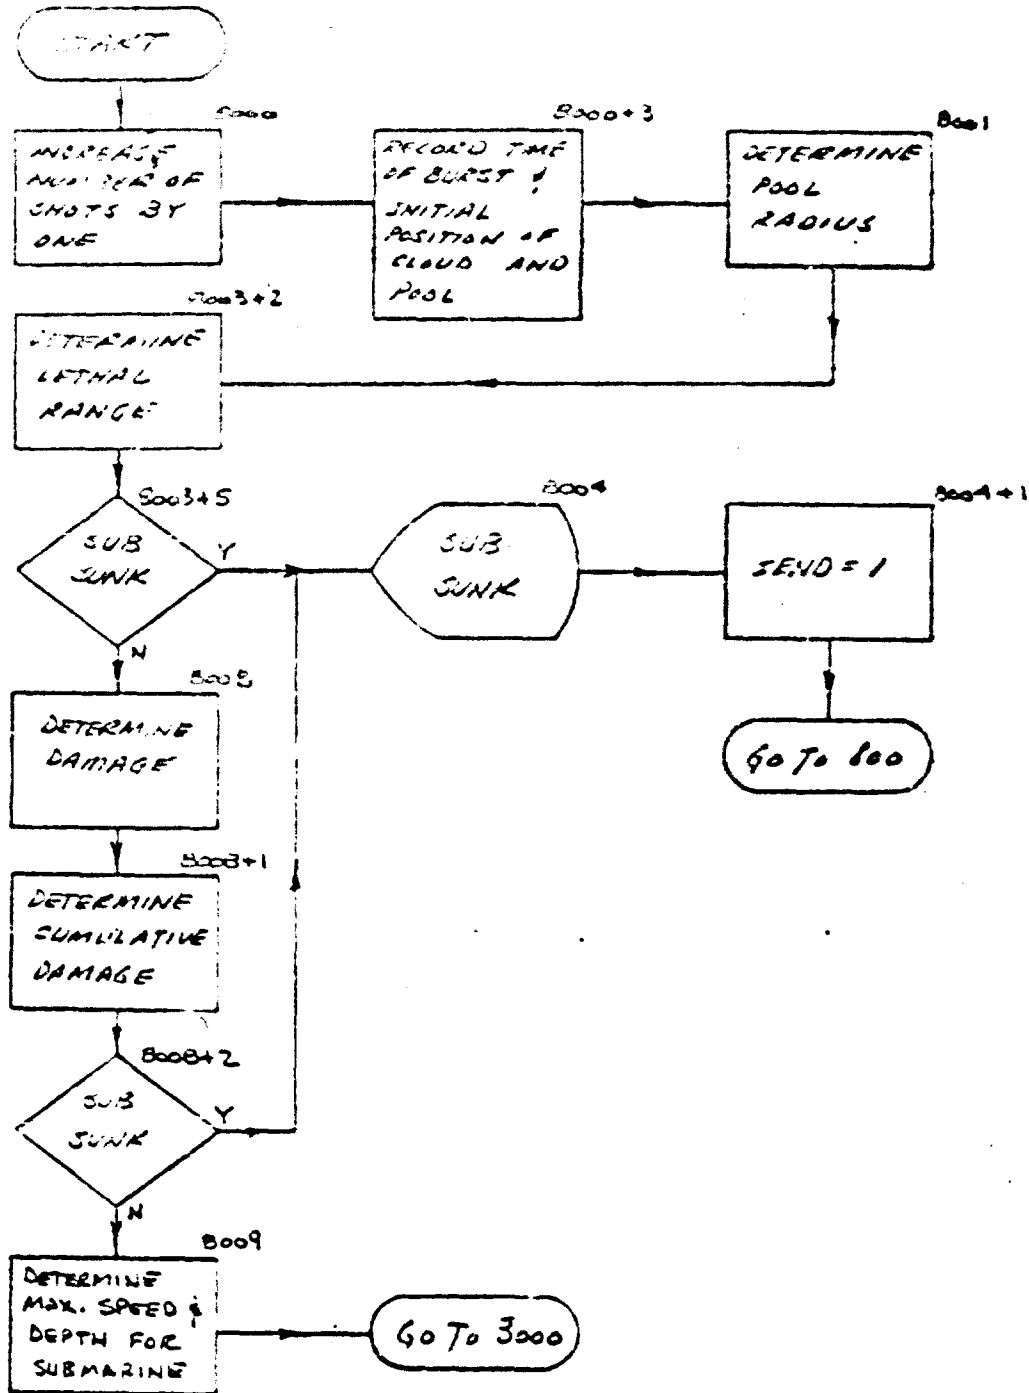 START
8000
INCREASE
NUMBER OF
SHOTS BY
ONE
8000+3
RECORD TIME
OF BURST &
INITIAL
POSITION OF
CLOUD AND
POOL
8001
DETERMINE
POOL
RADIUS
8003+2
DETERMINE
LETHAL
RANGE
8003+5
SUB
SUNK
Y
N
8004
SUB
SUNK
8004+1
IEND = 1
GO TO 800
8008
DETERMINE
DAMAGE
8008+1
DETERMINE
CUMULATIVE
DAMAGE
8008+2
SUB
SUNK
Y
N
8009
DETERMINE
MAX. SPEED &
DEPTH FOR
SUBMARINE
GO TO 3000